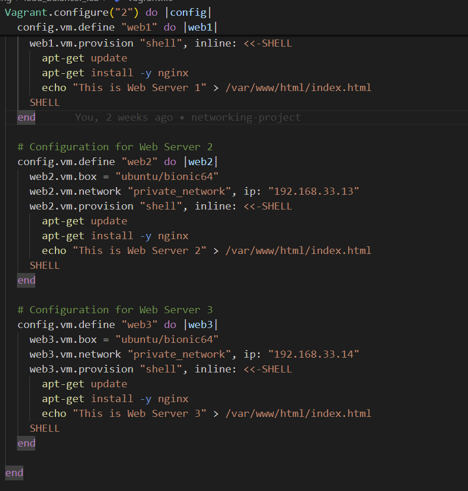 Vagrant.configure("2") do |config|
  config.vm.define "web1" do |web1|
    web1.vm.provision "shell", inline: <<-SHELL
      apt-get update
      apt-get install -y nginx
      echo "This is Web Server 1" > /var/www/html/index.html
    SHELL
  end You, 2 weeks ago • networking-project
  # Configuration for Web Server 2
  config.vm.define "web2" do |web2|
    web2.vm.box = "ubuntu/bionic64"
    web2.vm.network "private_network", ip: "192.168.33.13"
    web2.vm.provision "shell", inline: <<-SHELL
      apt-get update
      apt-get install -y nginx
      echo "This is Web Server 2" > /var/www/html/index.html
    SHELL
  end
  # Configuration for Web Server 3
  config.vm.define "web3" do |web3|
    web3.vm.box = "ubuntu/bionic64"
    web3.vm.network "private_network", ip: "192.168.33.14"
    web3.vm.provision "shell", inline: <<-SHELL
      apt-get update
      apt-get install -y nginx
      echo "This is Web Server 3" > /var/www/html/index.html
    SHELL
  end
end